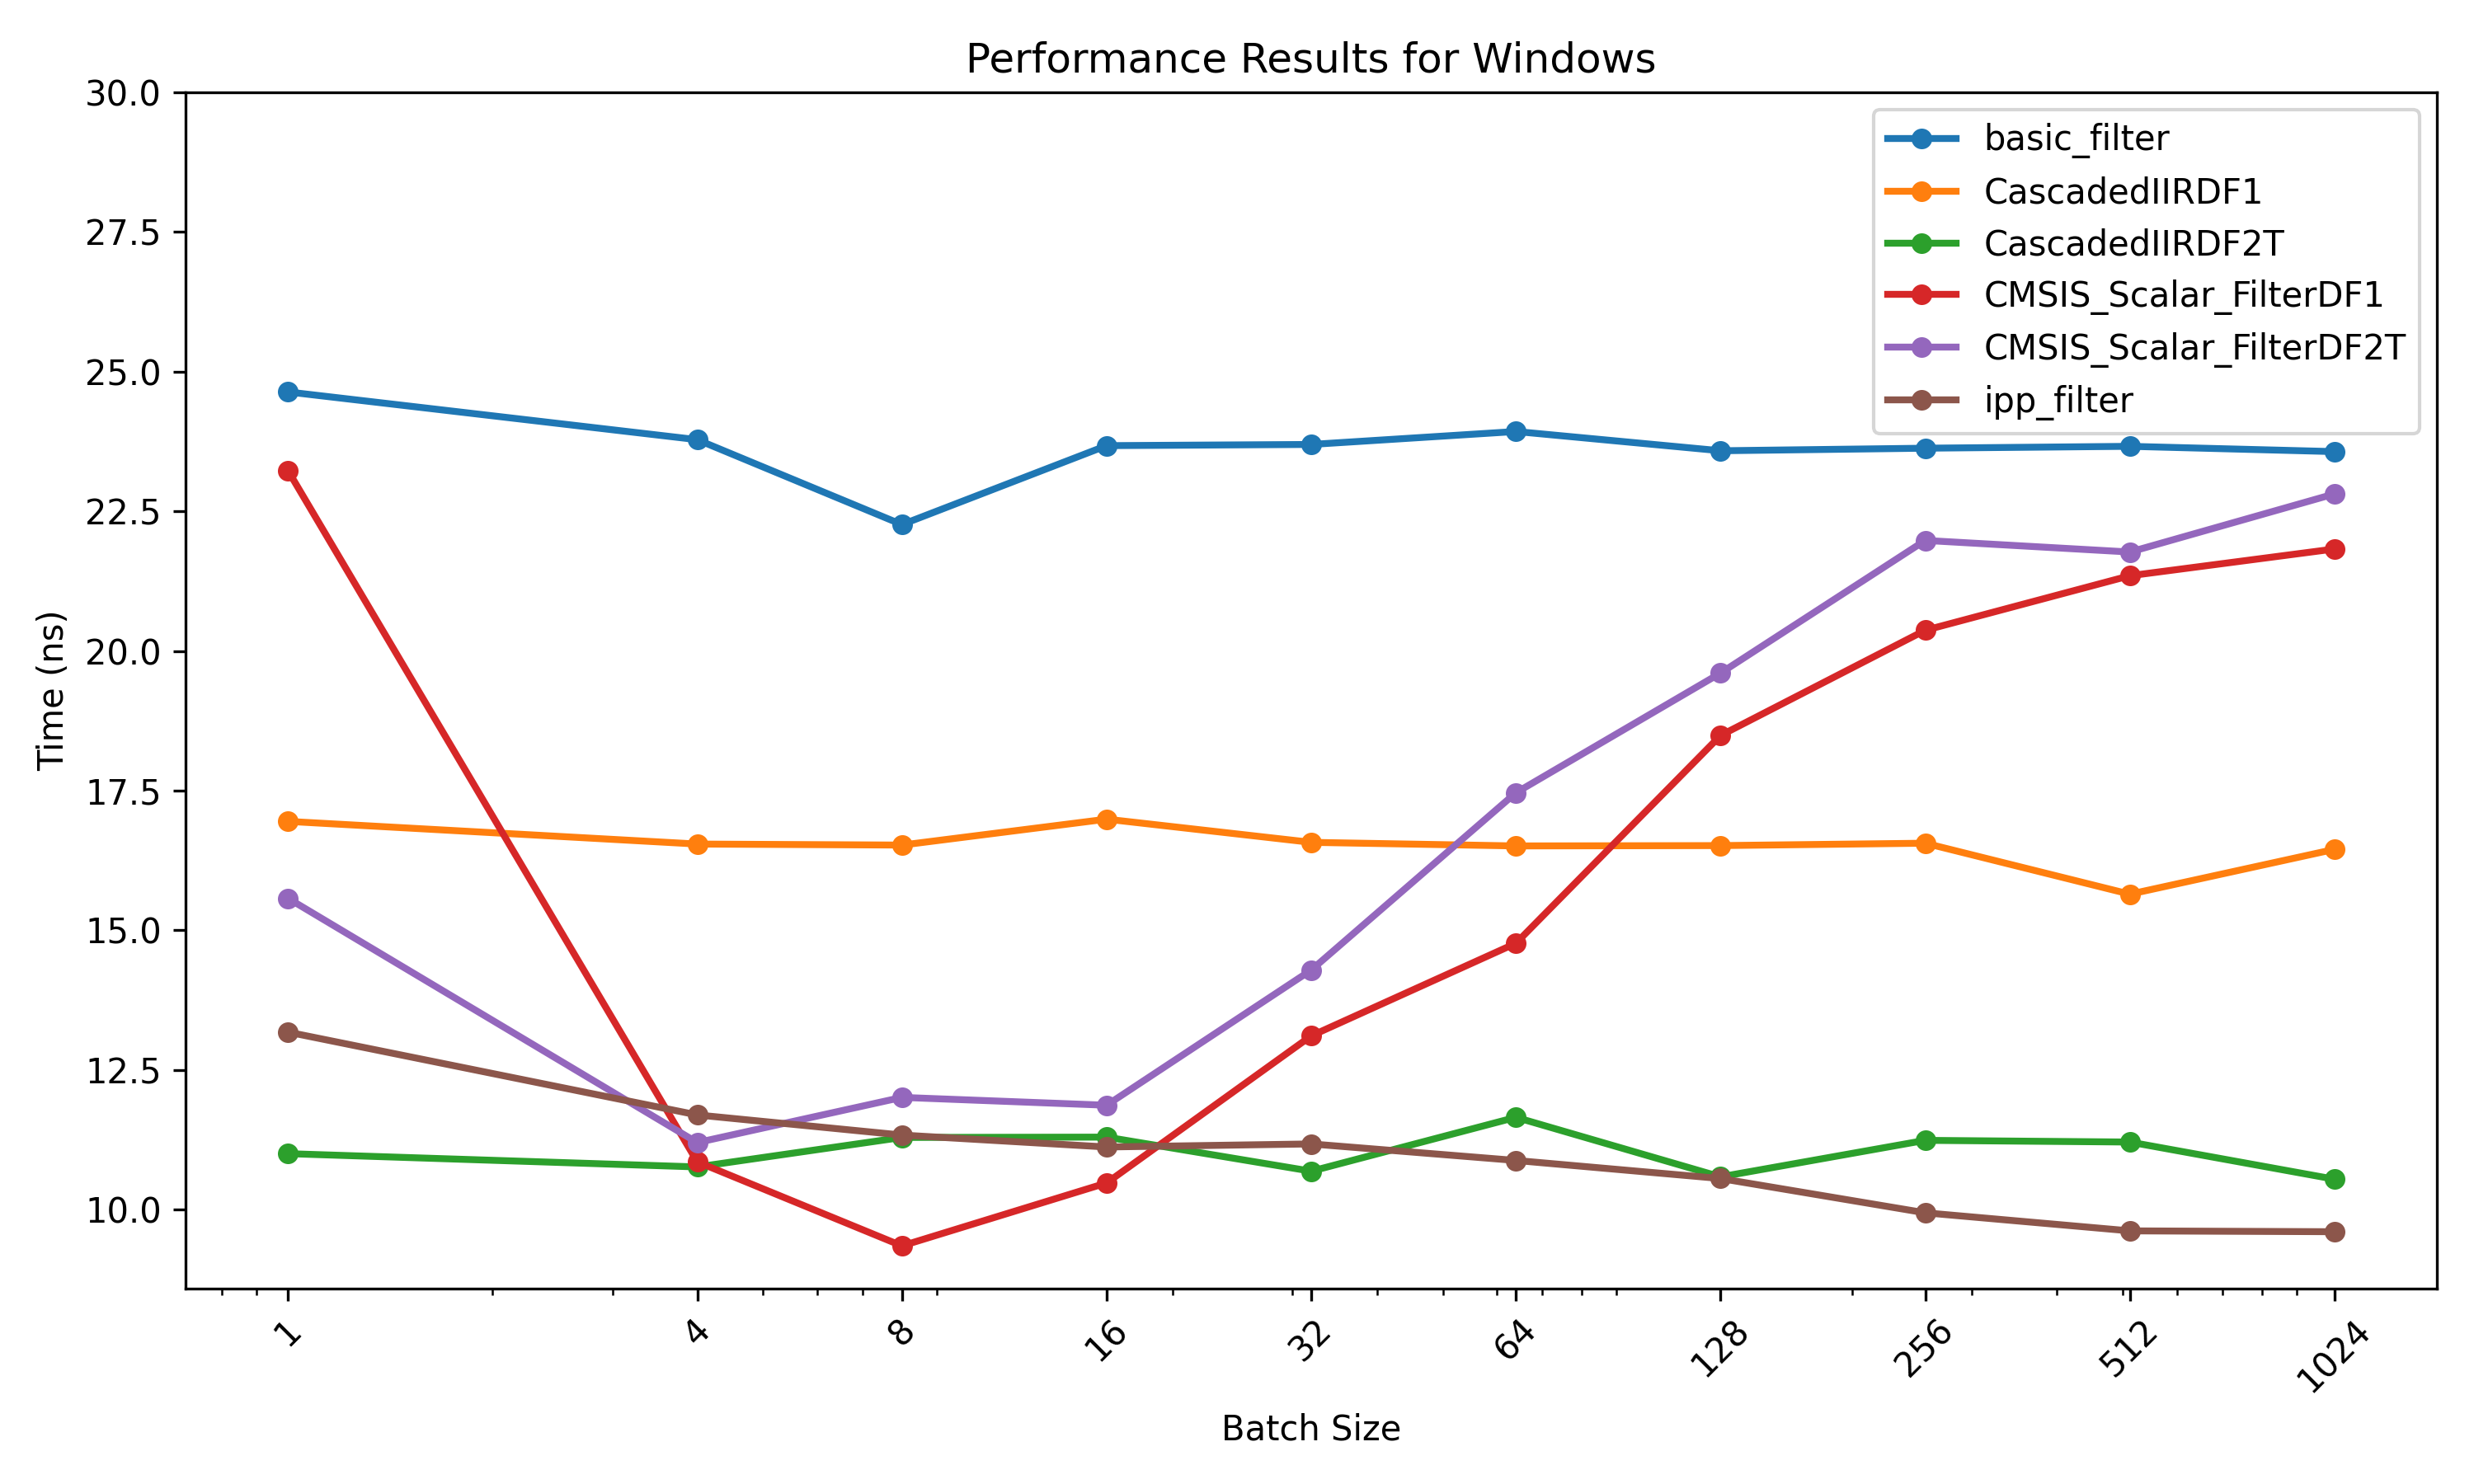 Performance Results for Windows
30.0
27.5
25.0
22.5
20.0
17.5
15.0
12.5
10.0
Time (ns)
basic_filter
CascadedIIRDF1
CascadedIIRDF2T
CMSIS_Scalar_FilterDF1
CMSIS_Scalar_FilterDF2T
ipp_filter
1 4 8 16 32 64 128 256 512 1024
Batch Size